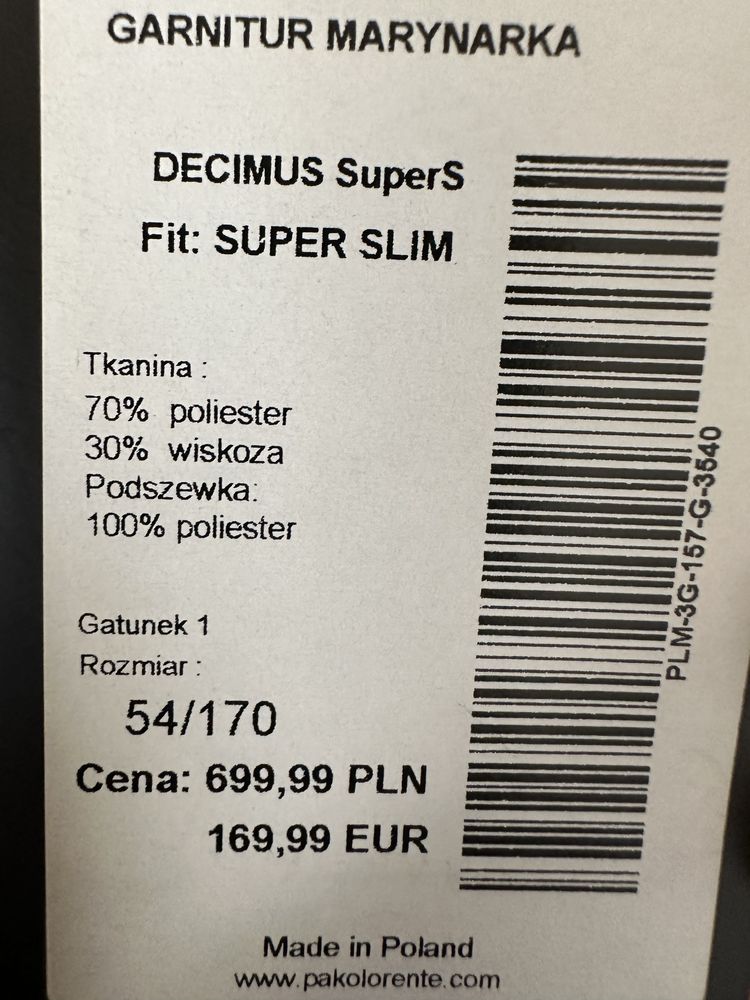 GARNITUR MARYNARKA
DECIMUS SuperS
Fit: SUPER SLIM
Tkanina :
70% poliester
30% wiskoza
Podszewka:
100% poliester
Gatunek 1
Rozmiar :
54/170
Cena: 699,99 PLN
169,99 EUR
PLM-3G-157-G-3540
Made in Poland
www.pakolorente.com